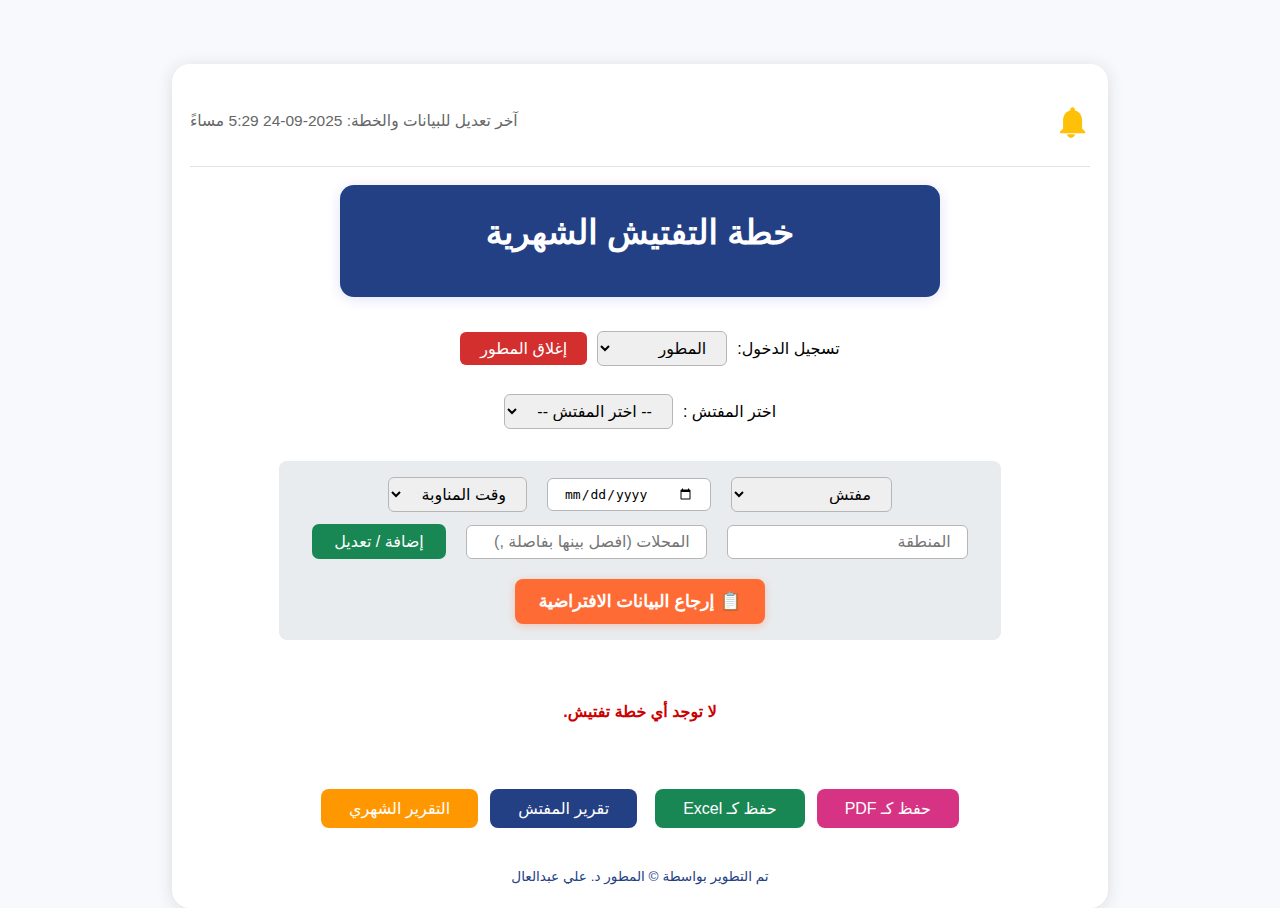 آخر تعديل للبيانات والخطة: 2025-09-24 5:29 مساءً
خطة التفتيش الشهرية
تسجيل الدخول: المطور إغلاق المطور
اختر المفتش : -- اختر المفتش --
مفتش mm/dd/yyyy وقت المناوبة
المنطقة المحلات (افصل بينها بفاصلة ,) إضافة / تعديل
📋 إرجاع البيانات الافتراضية
لا توجد أي خطة تفتيش.
حفظ كـ PDF حفظ كـ Excel تقرير المفتش التقرير الشهري
تم التطوير بواسطة © المطور د. علي عبدالعال